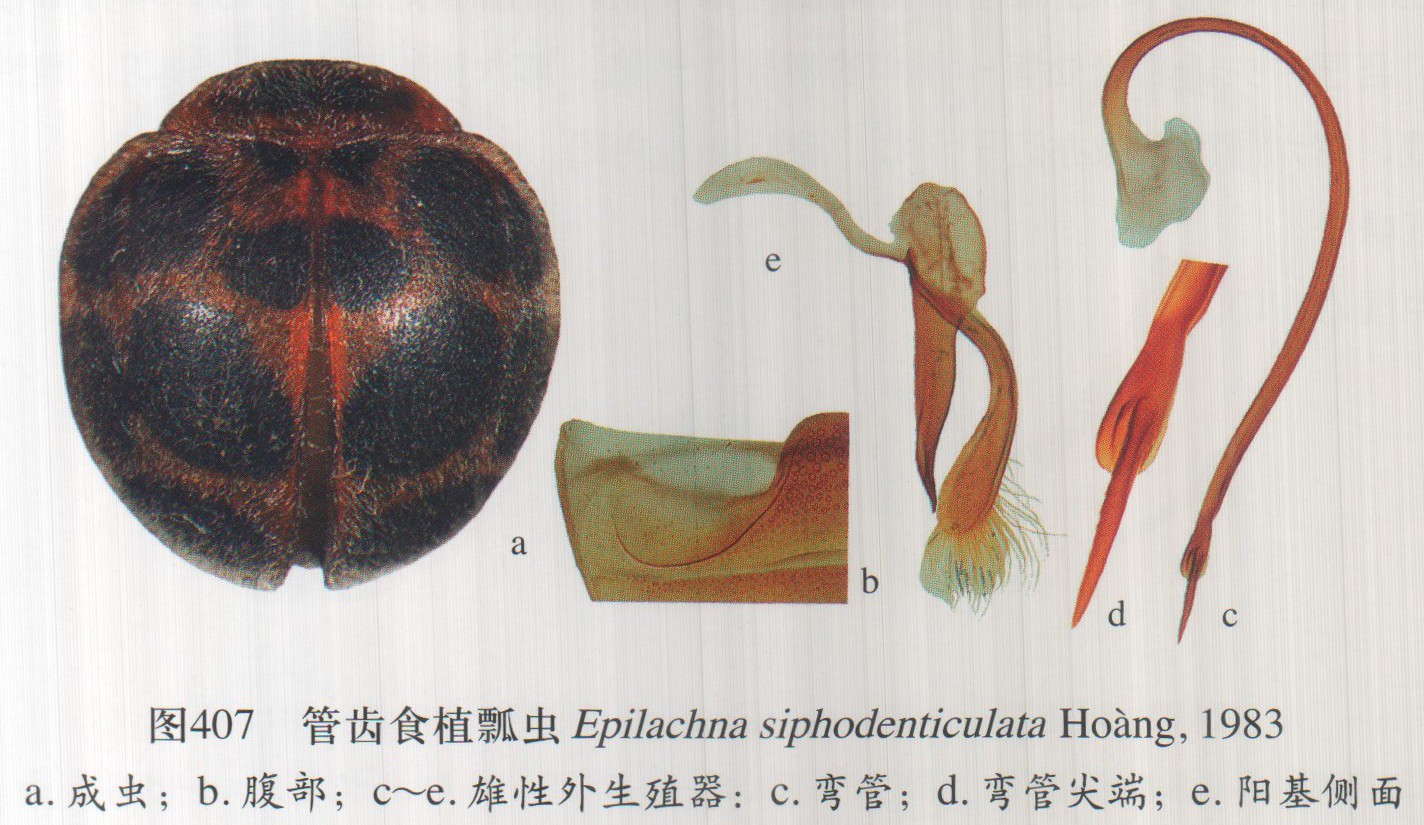 e
a
b
d
c
图407 管齿食植瓢虫 Epilachna siphodenticulata Hoàng, 1983
a. 成虫；b. 腹部；c～e. 雄性外生殖器：c. 弯管；d. 弯管尖端；e. 阳基侧面